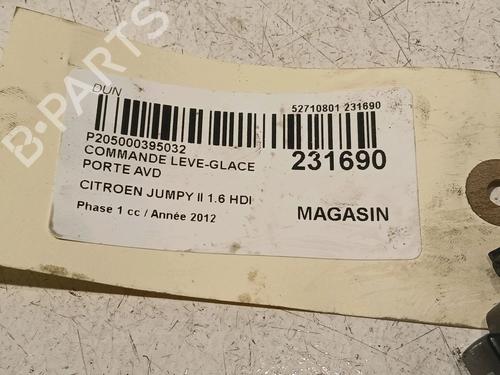 B-PARTS
DUN
52710801 231690
P205000395032
COMMANDE LEVE-GLACE
PORTE AVD
231690
CITROEN JUMPY II 1.6 HDI
Phase 1 cc / Année 2012
MAGASIN